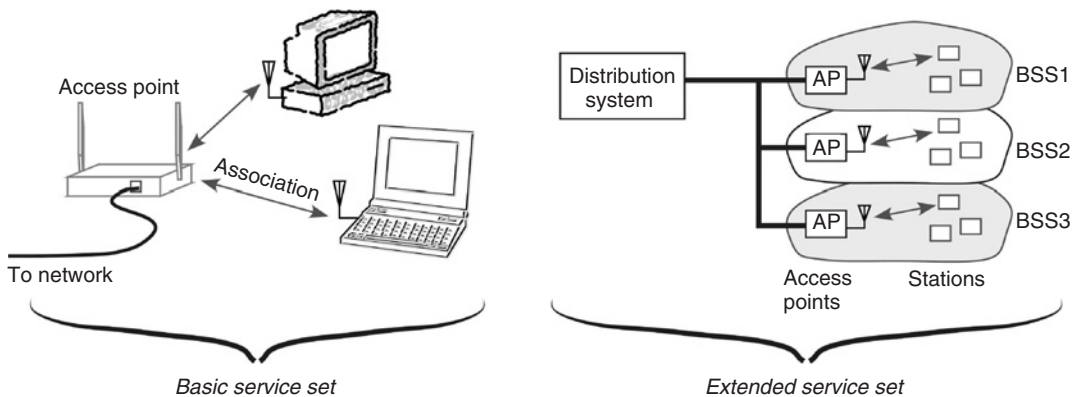 Access point
Association
To network
Basic service set
Distribution
system
AP
BSS1
AP
BSS2
AP
BSS3
Access
points
Stations
Extended service set